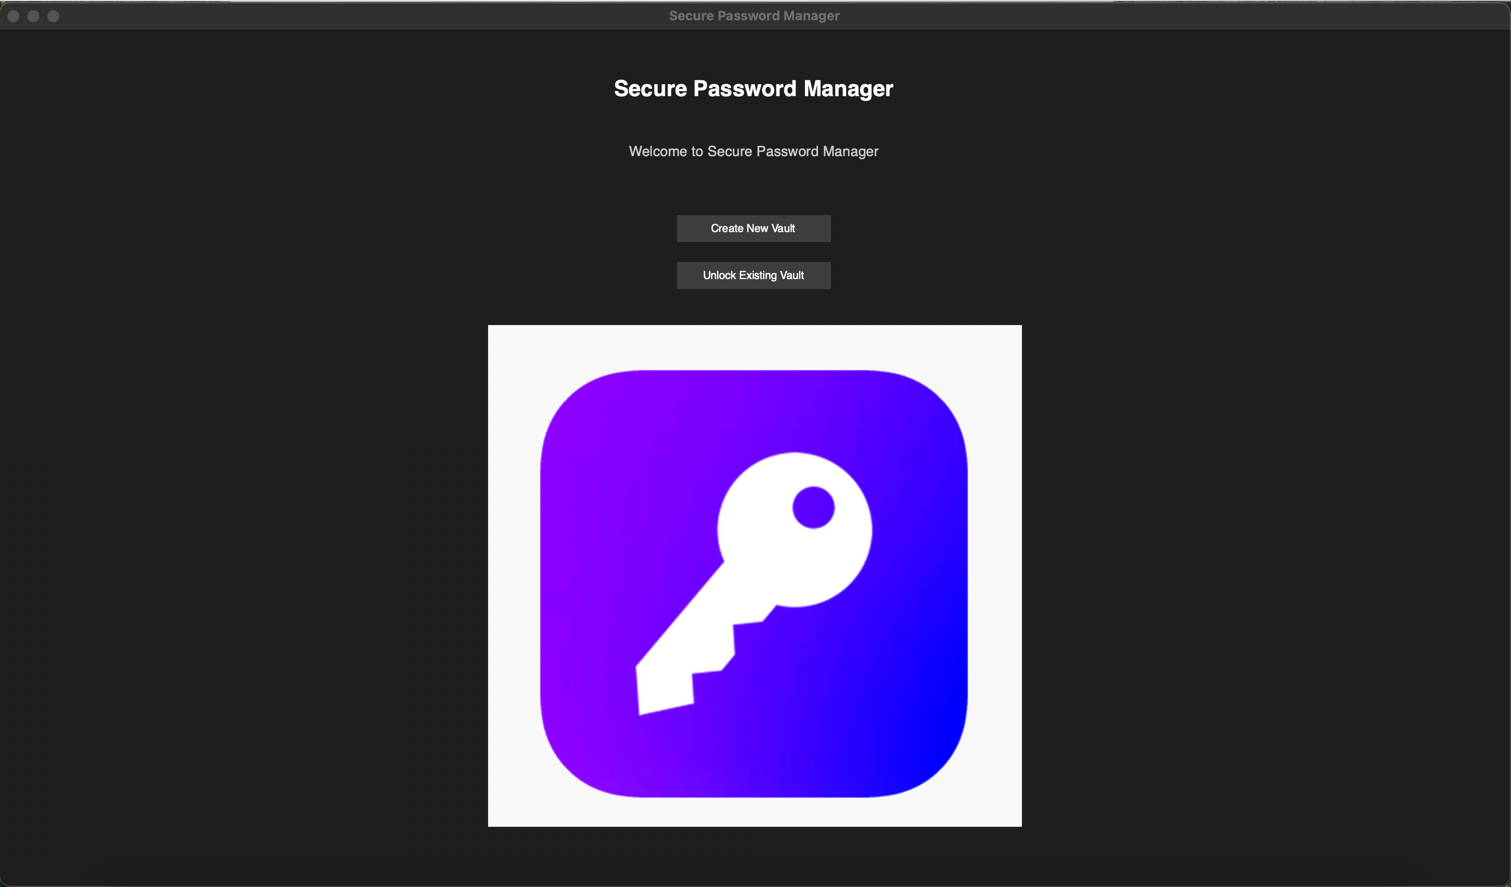 Secure Password Manager
Secure Password Manager
Welcome to Secure Password Manager
Create New Vault
Unlock Existing Vault